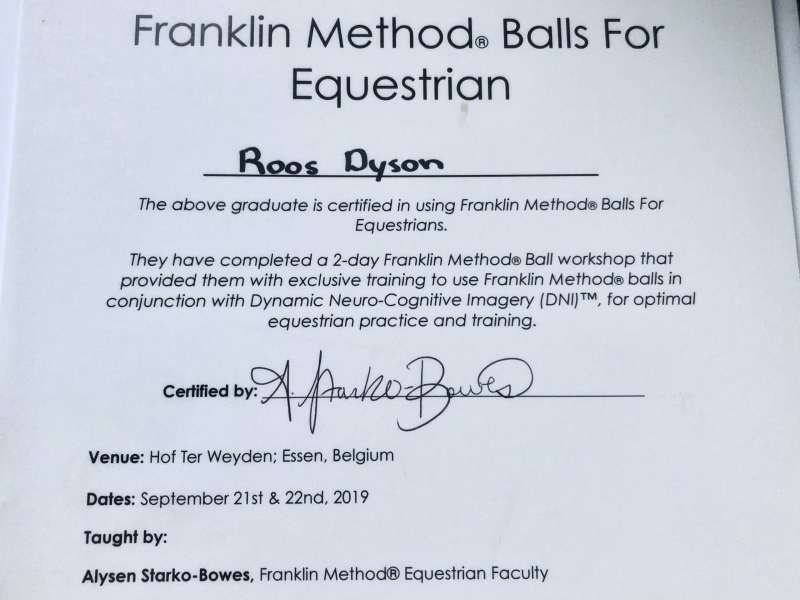 Franklin Method® Balls For
Equestrian
Roos Dyson
The above graduate is certified in using Franklin Method® Balls For
Equestrians.
They have completed a 2-day Franklin Method® Ball workshop that
provided them with exclusive training to use Franklin Method® balls in
conjunction with Dynamic Neuro-Cognitive Imagery (DNI)™, for optimal
equestrian practice and training.
Certified by: A. Starko-Bowes
Venue: Hof Ter Weyden; Essen, Belgium
Dates: September 21st & 22nd, 2019
Taught by:
Alysen Starko-Bowes, Franklin Method® Equestrian Faculty